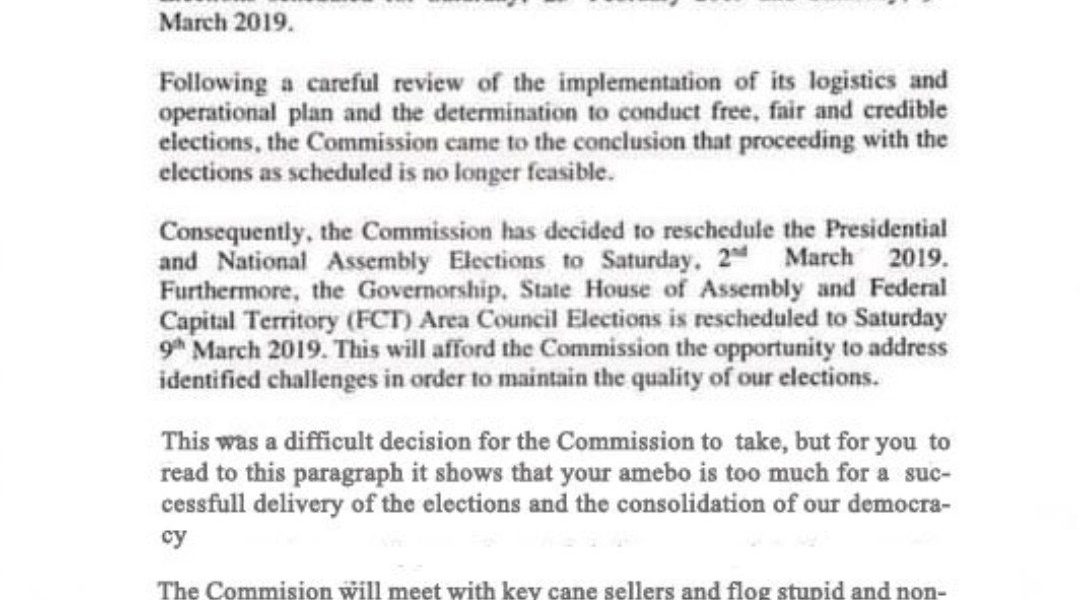 March 2019.
Following a careful review of the implementation of its logistics and
operational plan and the determination to conduct free, fair and credible
elections, the Commission came to the conclusion that proceeding with the
elections as scheduled is no longer feasible.
Consequently, the Commission has decided to reschedule the Presidential
and National Assembly Elections to Saturday, 2nd March 2019.
Furthermore, the Governorship, State House of Assembly and Federal
Capital Territory (FCT) Area Council Elections is rescheduled to Saturday
9th March 2019. This will afford the Commission the opportunity to address
identified challenges in order to maintain the quality of our elections.
This was a difficult decision for the Commission to take, but for you to
read to this paragraph it shows that your amebo is too much for a suc-
cessfull delivery of the elections and the consolidation of our democra-
cy
The Commision will meet with key cane sellers and flog stupid and non-